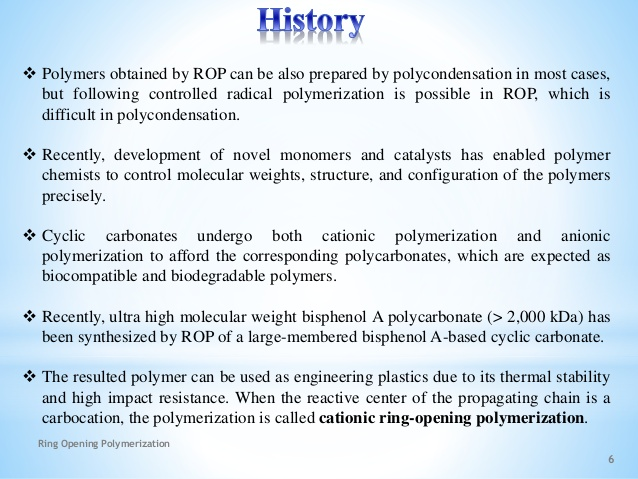 History
❖ Polymers obtained by ROP can be also prepared by polycondensation in most cases,
but following controlled radical polymerization is possible in ROP, which is
difficult in polycondensation.
❖ Recently, development of novel monomers and catalysts has enabled polymer
chemists to control molecular weights, structure, and configuration of the polymers
precisely.
❖ Cyclic carbonates undergo both cationic polymerization and anionic
polymerization to afford the corresponding polycarbonates, which are expected as
biocompatible and biodegradable polymers.
❖ Recently, ultra high molecular weight bisphenol A polycarbonate (> 2,000 kDa) has
been synthesized by ROP of a large-membered bisphenol A-based cyclic carbonate.
❖ The resulted polymer can be used as engineering plastics due to its thermal stability
and high impact resistance. When the reactive center of the propagating chain is a
carbocation, the polymerization is called cationic ring-opening polymerization.
Ring Opening Polymerization
6